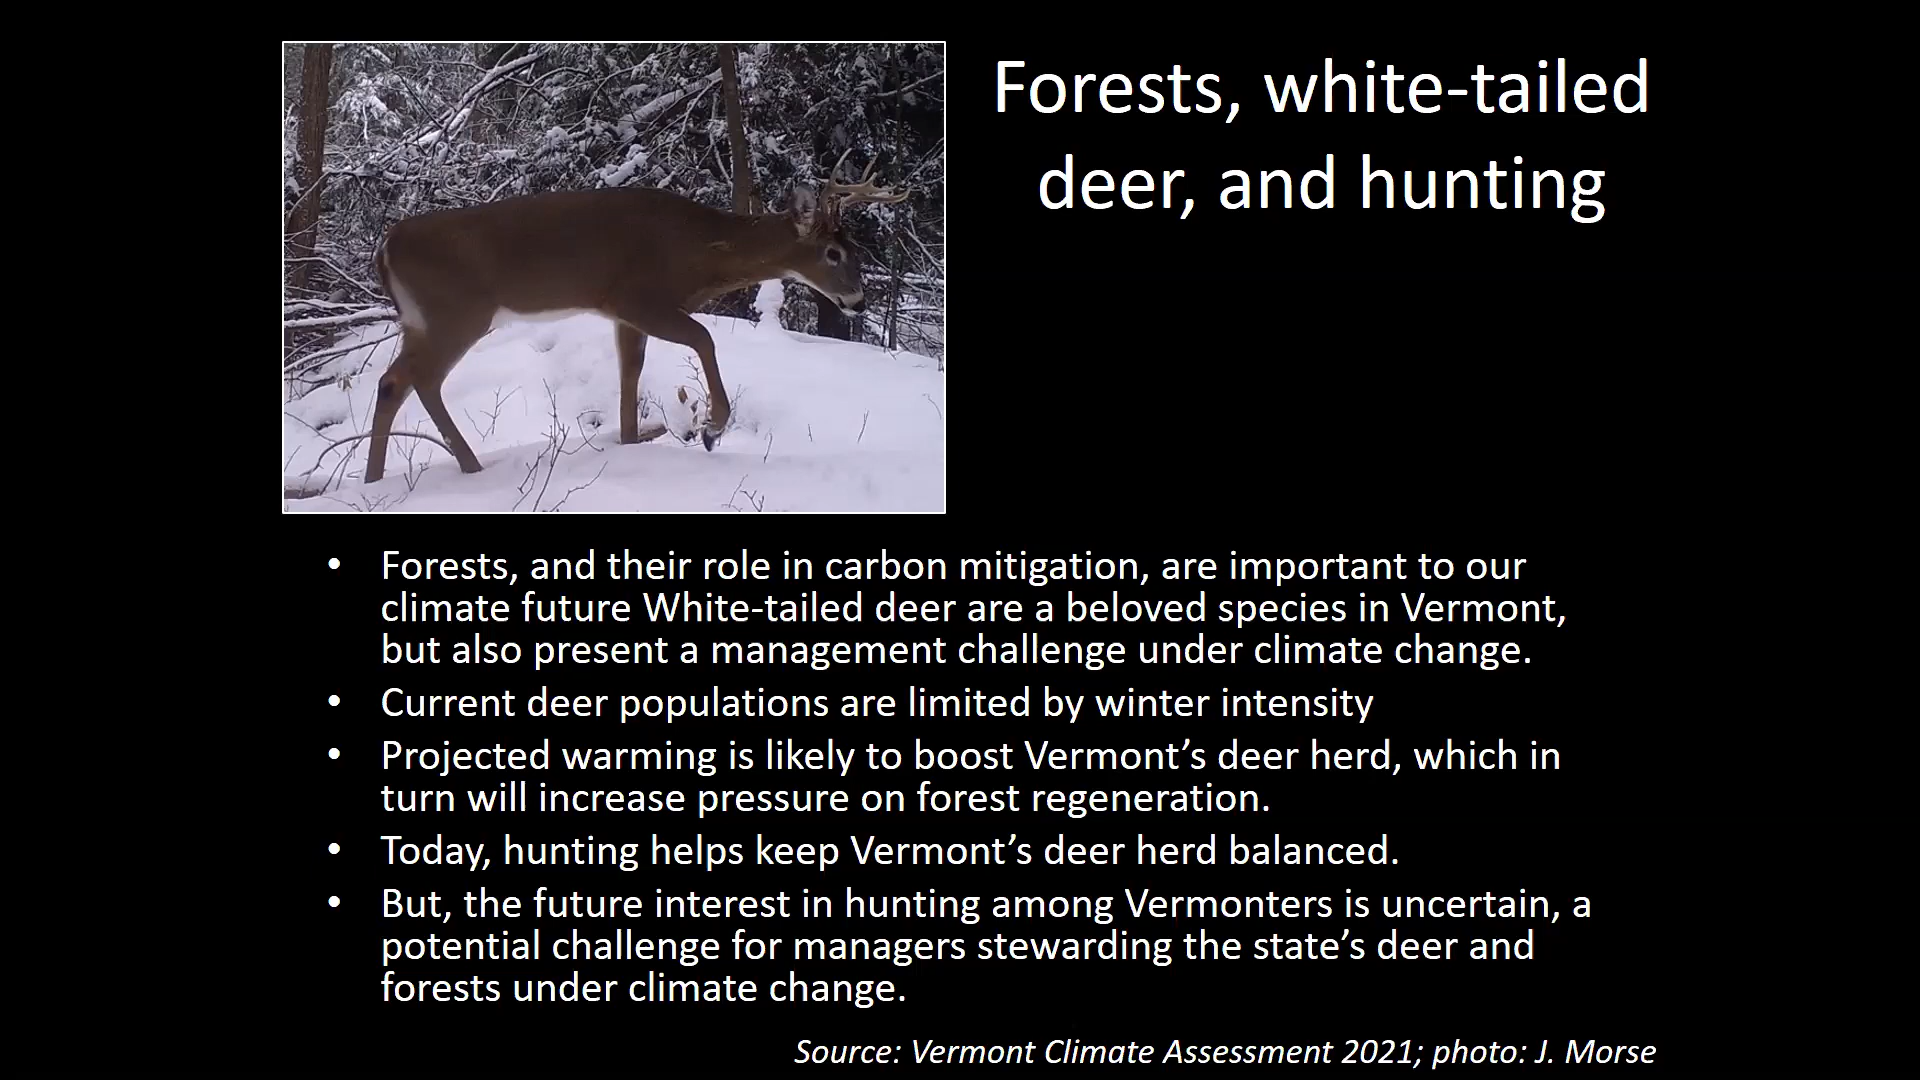 Forests, white-tailed
deer, and hunting
• Forests, and their role in carbon mitigation, are important to our
climate future White-tailed deer are a beloved species in Vermont,
but also present a management challenge under climate change.
• Current deer populations are limited by winter intensity
• Projected warming is likely to boost Vermont’s deer herd, which in
turn will increase pressure on forest regeneration.
• Today, hunting helps keep Vermont’s deer herd balanced.
• But, the future interest in hunting among Vermonters is uncertain, a
potential challenge for managers stewarding the state’s deer and
forests under climate change.
Source: Vermont Climate Assessment 2021; photo: J. Morse